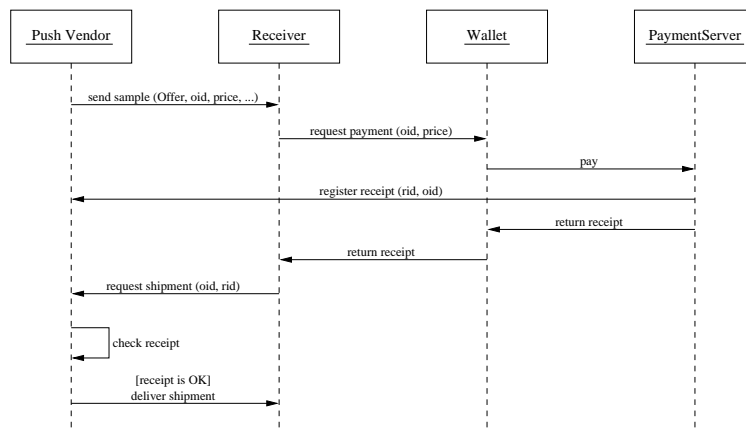 Push Vendor
Receiver
Wallet
PaymentServer
send sample (Offer, oid, price, ...)
request payment (oid, price)
pay
register receipt (rid, oid)
return receipt
return receipt
request shipment (oid, rid)
check receipt
[receipt is OK]
deliver shipment